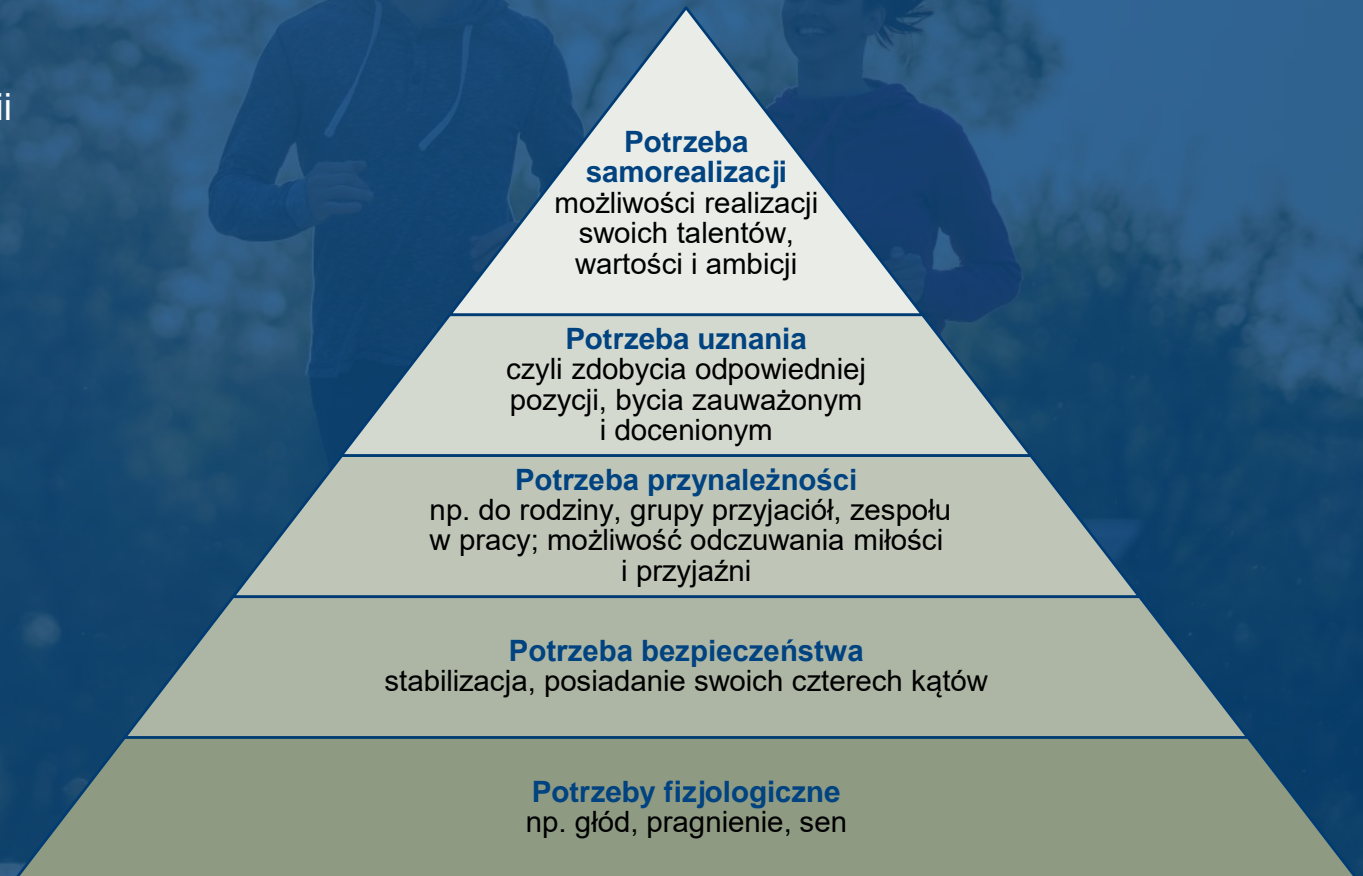 ii
Potrzeba
samorealizacji
możliwości realizacji
swoich talentów,
wartości i ambicji
Potrzeba uznania
czyli zdobycia odpowiedniej
pozycji, bycia zauważonym
i docenionym
Potrzeba przynależności
np. do rodziny, grupy przyjaciół, zespołu
w pracy; możliwość odczuwania miłości
i przyjaźni
Potrzeba bezpieczeństwa
stabilizacja, posiadanie swoich czterech kątów
Potrzeby fizjologiczne
np. głód, pragnienie, sen